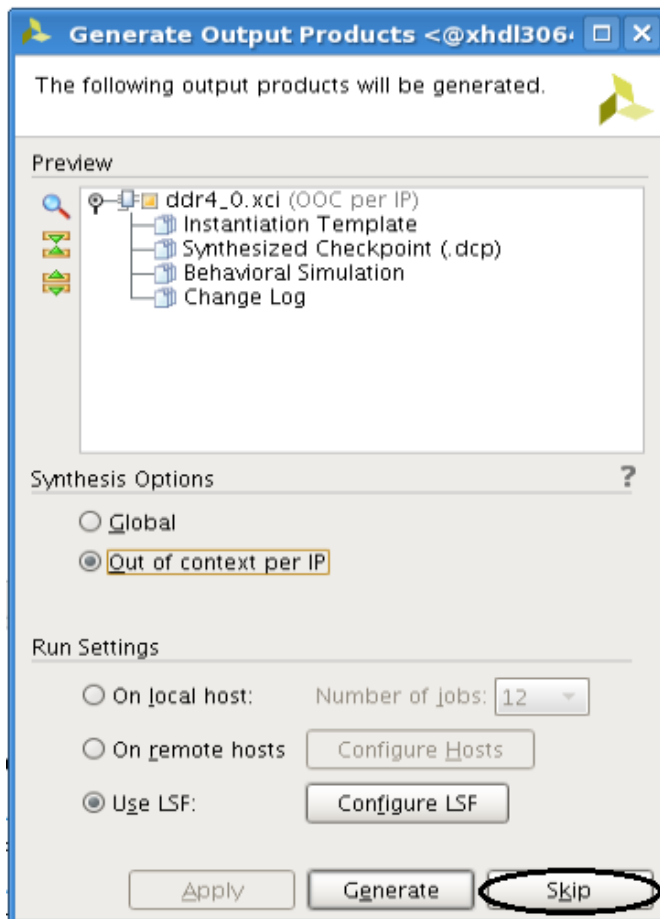 Generate Output Products <@xhdl306
The following output products will be generated.
Preview
ddr4_0.xci (OOC per IP)
Instantiation Template
Synthesized Checkpoint (.dcp)
Behavioral Simulation
Change Log
Synthesis Options ?
Global
Out of context per IP
Run Settings
On local host: Number of jobs: 12
On remote hosts Configure Hosts
Use LSF: Configure LSF
Apply Generate Skip